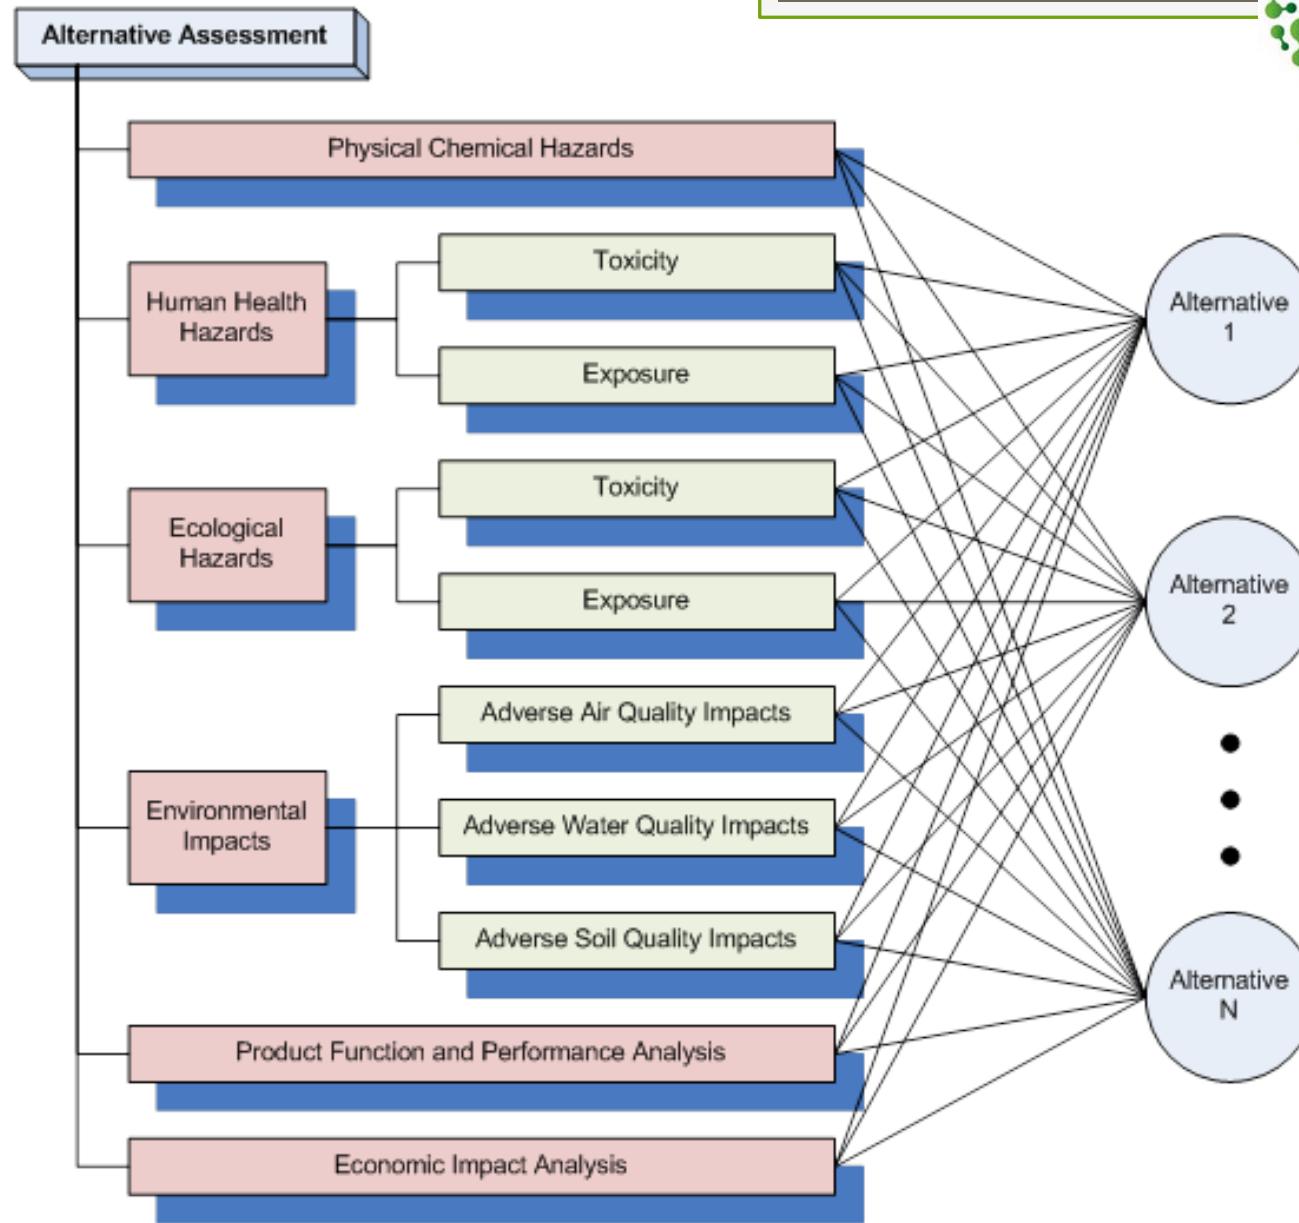 Alternative Assessment
Physical Chemical Hazards
Toxicity
Human Health
Hazards
Exposure
Alternative
1
Toxicity
Ecological
Hazards
Exposure
Alternative
2
Adverse Air Quality Impacts
Environmental
Impacts
Adverse Water Quality Impacts
Adverse Soil Quality Impacts
Alternative
N
Product Function and Performance Analysis
Economic Impact Analysis